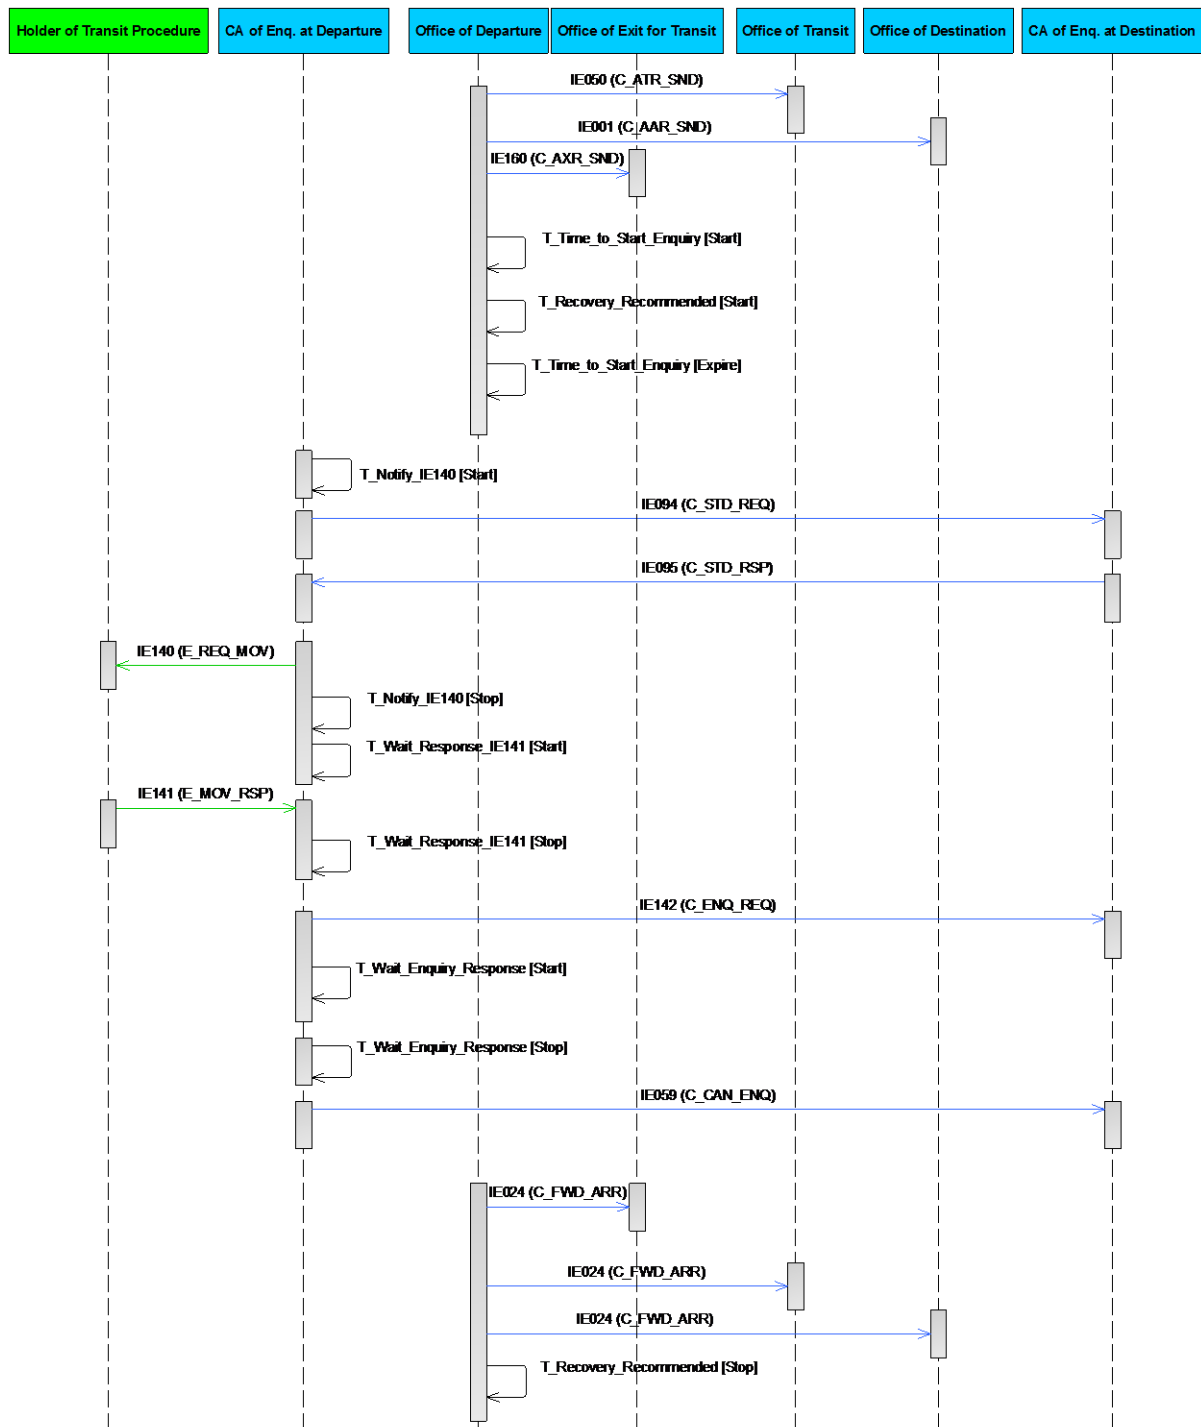 Holder of Transit Procedure
CA of Enq. at Departure
Office of Departure
Office of Exit for Transit
Office of Transit
Office of Destination
CA of Enq. at Destination
IE050 (C_ATR_SND)
IE001 (C_AAR_SND)
IE160 (C_AXR_SND)
T_Time_to_Start_Enquiry [Start]
T_Recovery_Recommended [Start]
T_Time_to_Start_Enquiry [Expire]
T_Notify_IE140 [Start]
IE094 (C_STD_REQ)
IE095 (C_STD_RSP)
IE140 (E_REQ_MOV)
T_Notify_IE140 [Stop]
T_Wait_Response_IE141 [Start]
IE141 (E_MOV_RSP)
T_Wait_Response_IE141 [Stop]
IE142 (C_ENQ_REQ)
T_Wait_Enquiry_Response [Start]
T_Wait_Enquiry_Response [Stop]
IE059 (C_CAN_ENQ)
IE024 (C_FWD_ARR)
IE024 (C_FWD_ARR)
IE024 (C_FWD_ARR)
T_Recovery_Recommended [Stop]